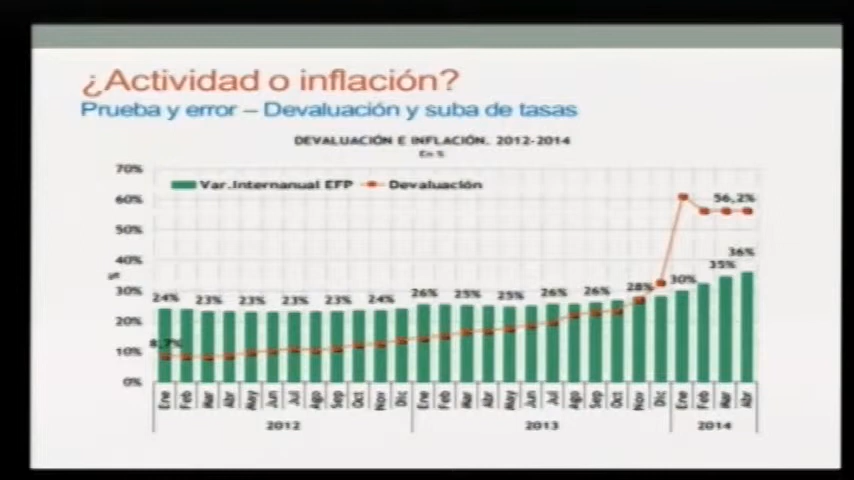 ¿Actividad o inflación?
Prueba y error – Devaluación y suba de tasas
DEVALUACIÓN E INFLACIÓN. 2012-2014
En %
Var.Internanual EFP Devaluación
70%
60%
50%
40%
30%
20%
10%
0%
%
24% 23% 23% 23% 23% 24% 26% 25% 25% 26% 26% 28% 30% 35% 36%
8,7%
56,2%
Ene Feb Mar Abr May Jun Jul Ago Sep Oct Nov Dic Ene Feb Mar Abr May Jun Jul Ago Sep Oct Nov Dic Ene Feb Mar Abr
2012 2013 2014